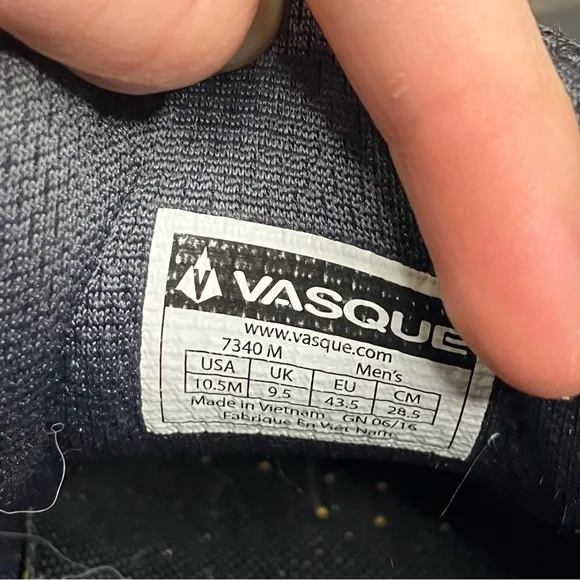 VASQUE
www.vasque.com
7340 M Men's
USA UK EU CM
10.5M 9.5 43.5 28.5
Made in Vietnam GN 06/16
Fabrique En Viet Nam